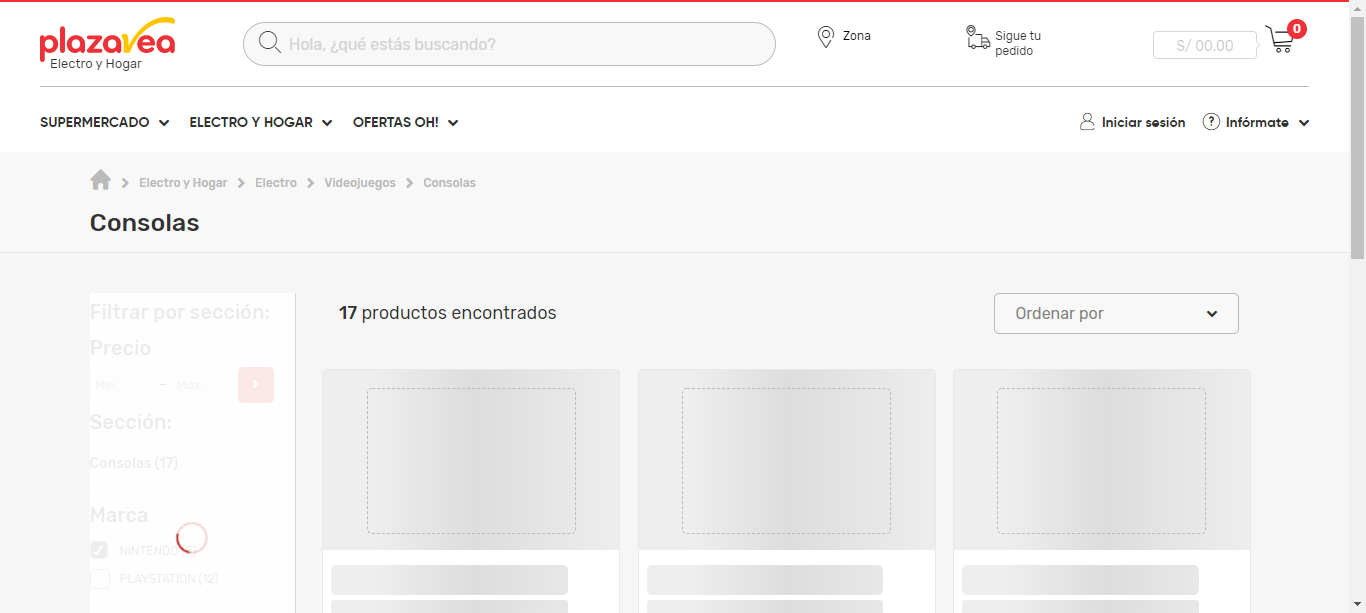 plazavea
Electro y Hogar
Hola, ¿qué estás buscando?
Zona
Sigue tu
pedido
S/ 00.00
0
SUPERMERCADO
ELECTRO Y HOGAR
OFERTAS OH!
Iniciar sesión
? Infórmate
Electro y Hogar
Electro
Videojuegos
Consolas
Consolas
Filtrar por sección:
17 productos encontrados
Ordenar por
Precio
Min. - Max
Sección:
Consolas (17)
Marca
NINTENDO
PLAYSTATION (12)